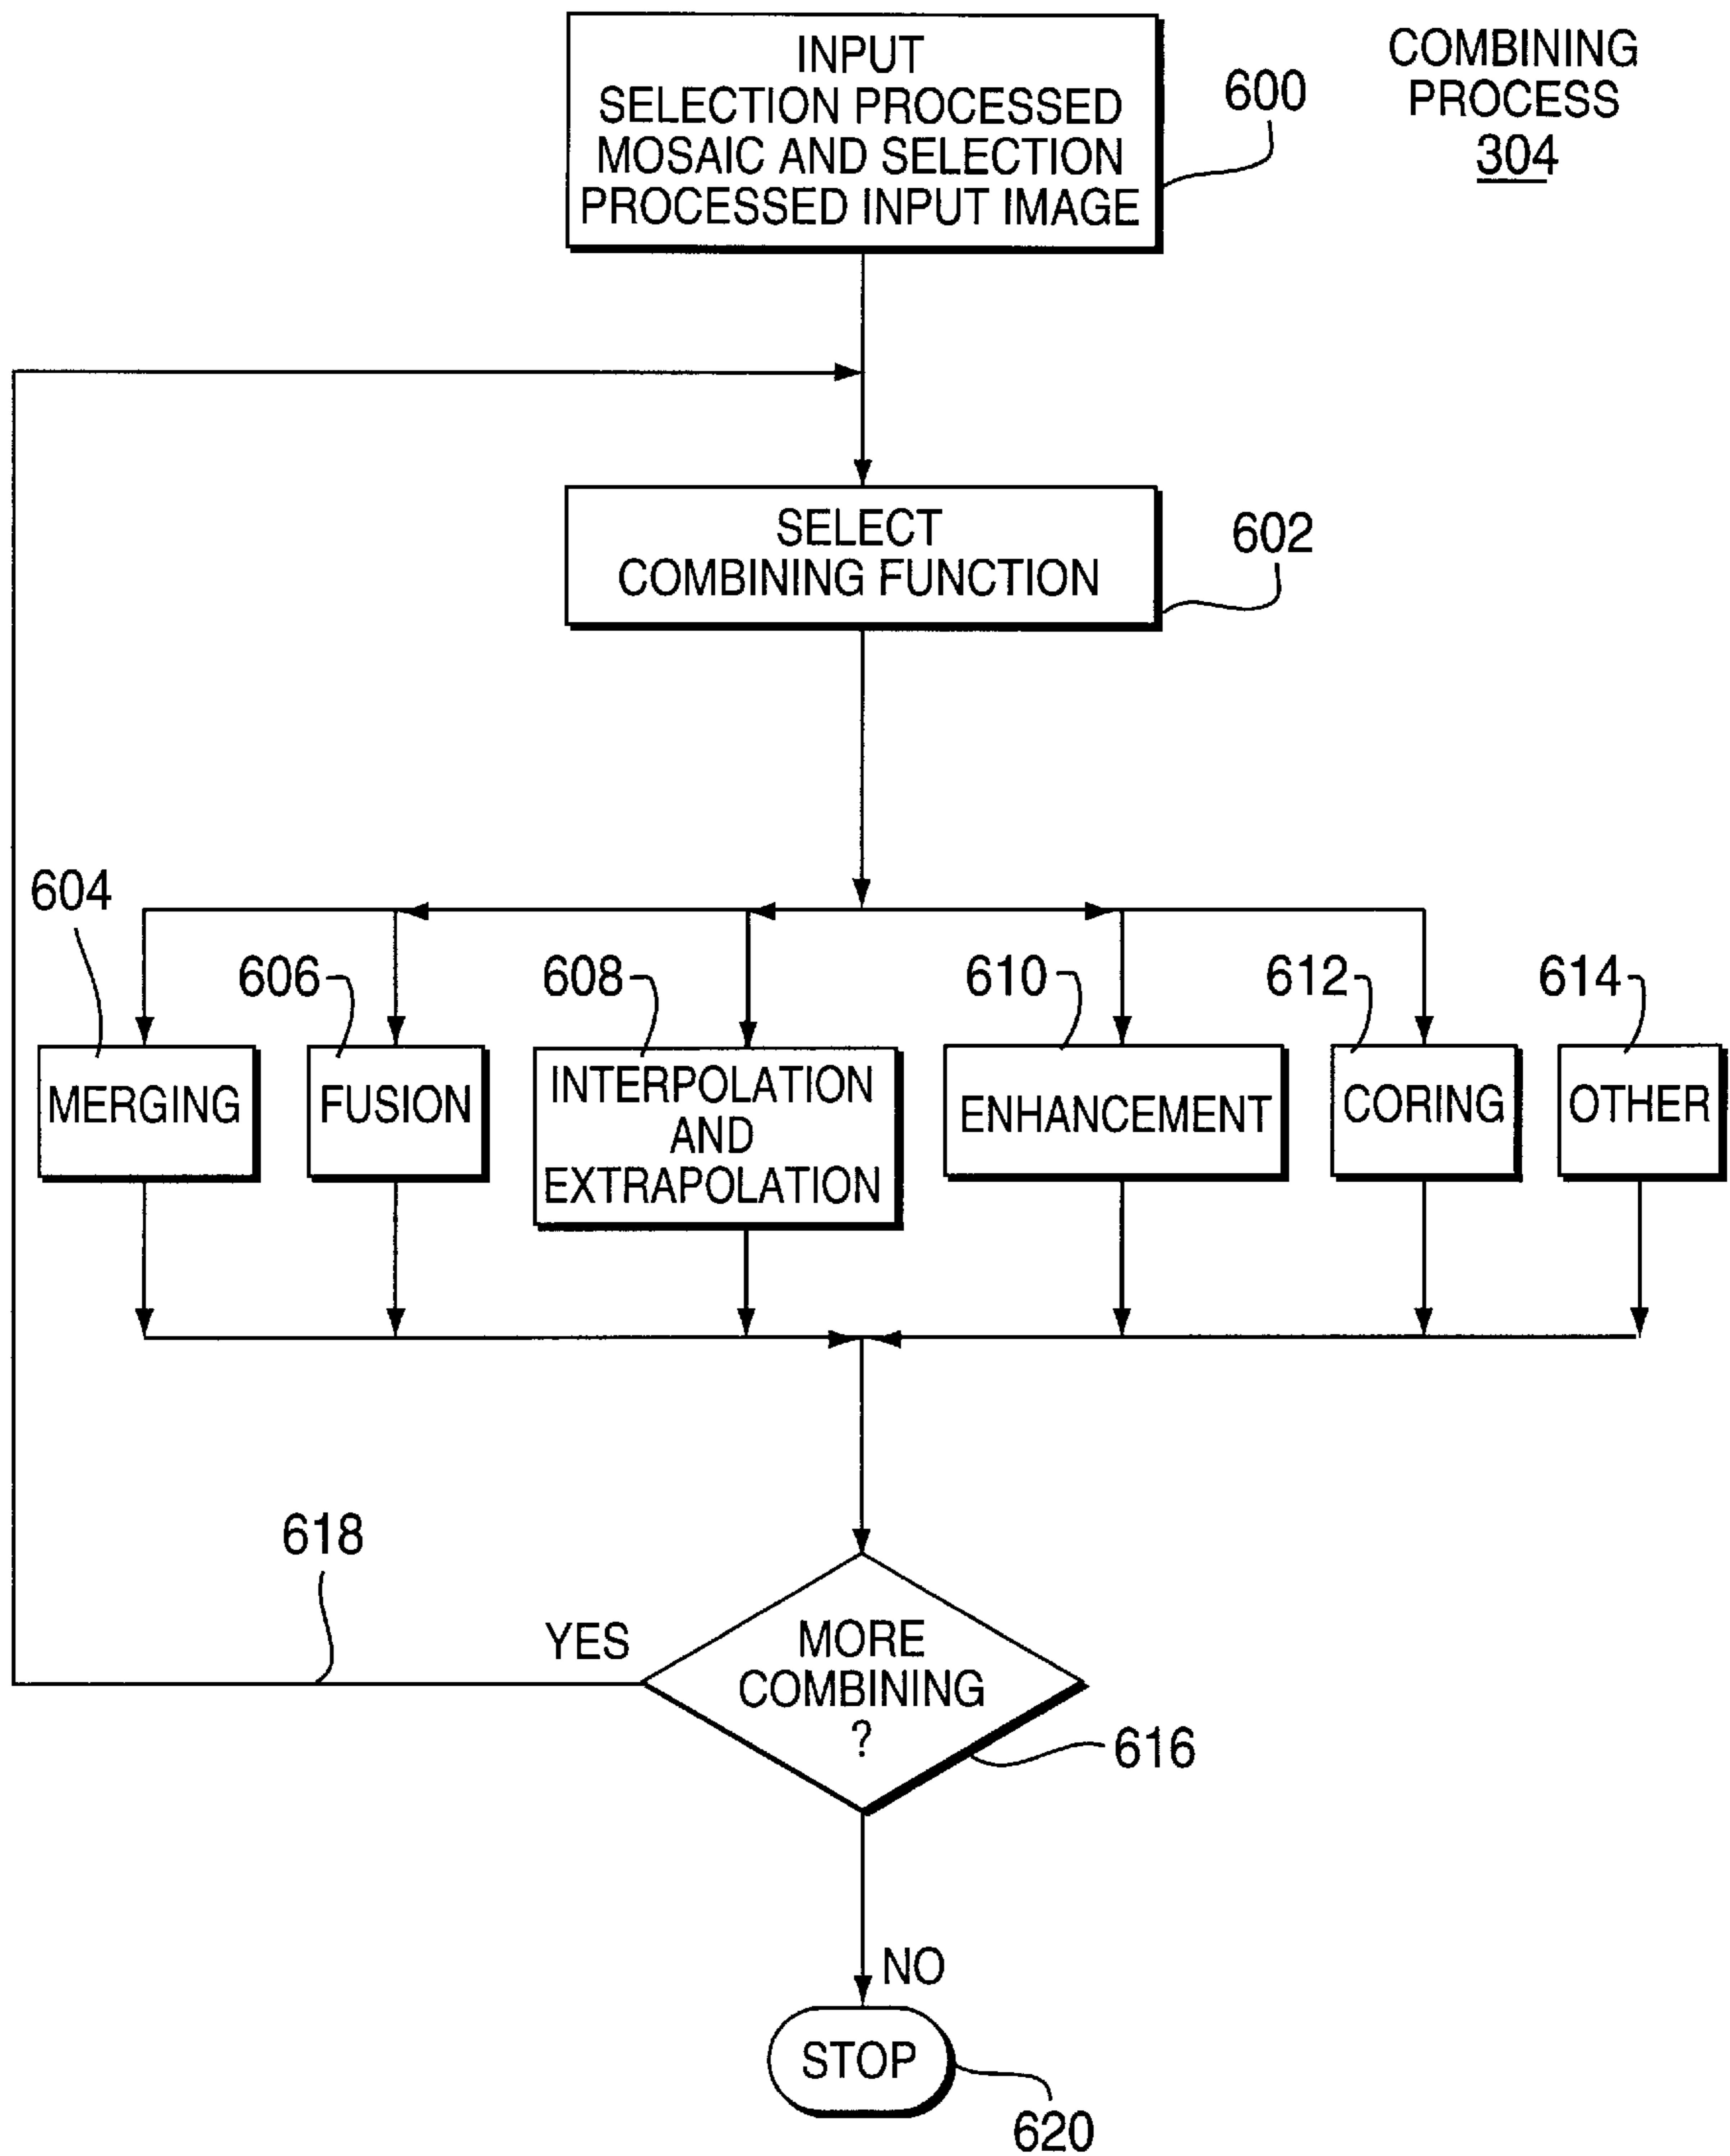 INPUT
SELECTION PROCESSED
MOSAIC AND SELECTION
PROCESSED INPUT IMAGE
600
COMBINING
PROCESS
304
SELECT
COMBINING FUNCTION
602
604
606
608
610
612
614
MERGING
FUSION
INTERPOLATION
AND
EXTRAPOLATION
ENHANCEMENT
CORING
OTHER
618
YES
MORE
COMBINING
?
616
NO
STOP
620